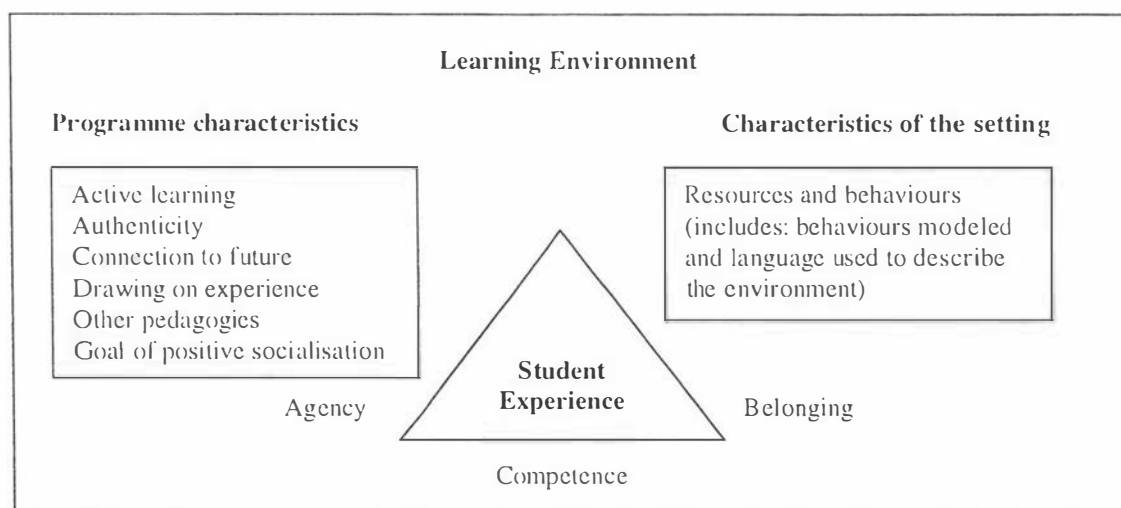 Learning Environment
Programme characteristics
Active learning
Authenticity
Connection to future
Drawing on experience
Other pedagogies
Goal of positive socialisation
Characteristics of the setting
Resources and behaviours
(includes: behaviours modeled
and language used to describe
the environment)
Student
Experience
Agency
Belonging
Competence